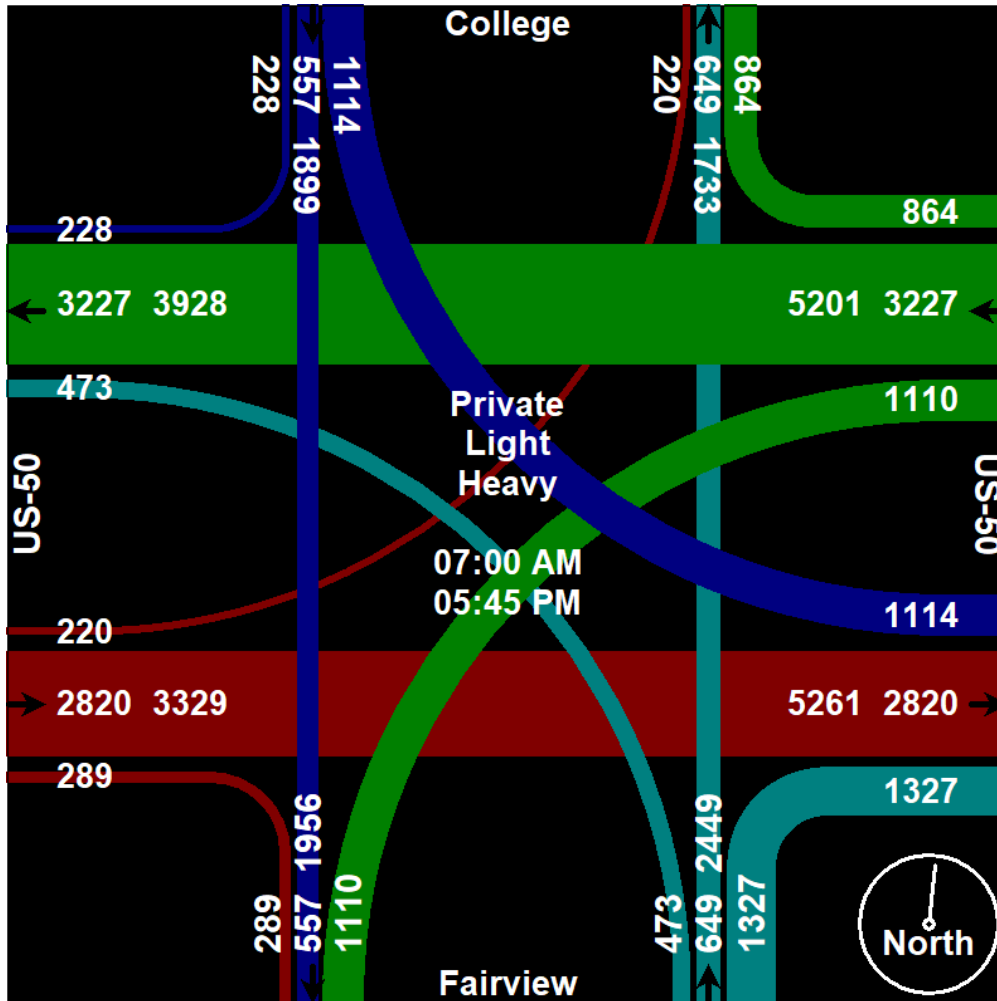 College
228
557 1899
1114
220
649 1733
864
228
864
3227 3928
5201 3227
473
1110
Private
Light
Heavy
US-50
US-50
07:00 AM
05:45 PM
220
1114
2820 3329
5261 2820
289
1327
289
557 1956
1110
473
649 2449
1327
North
Fairview